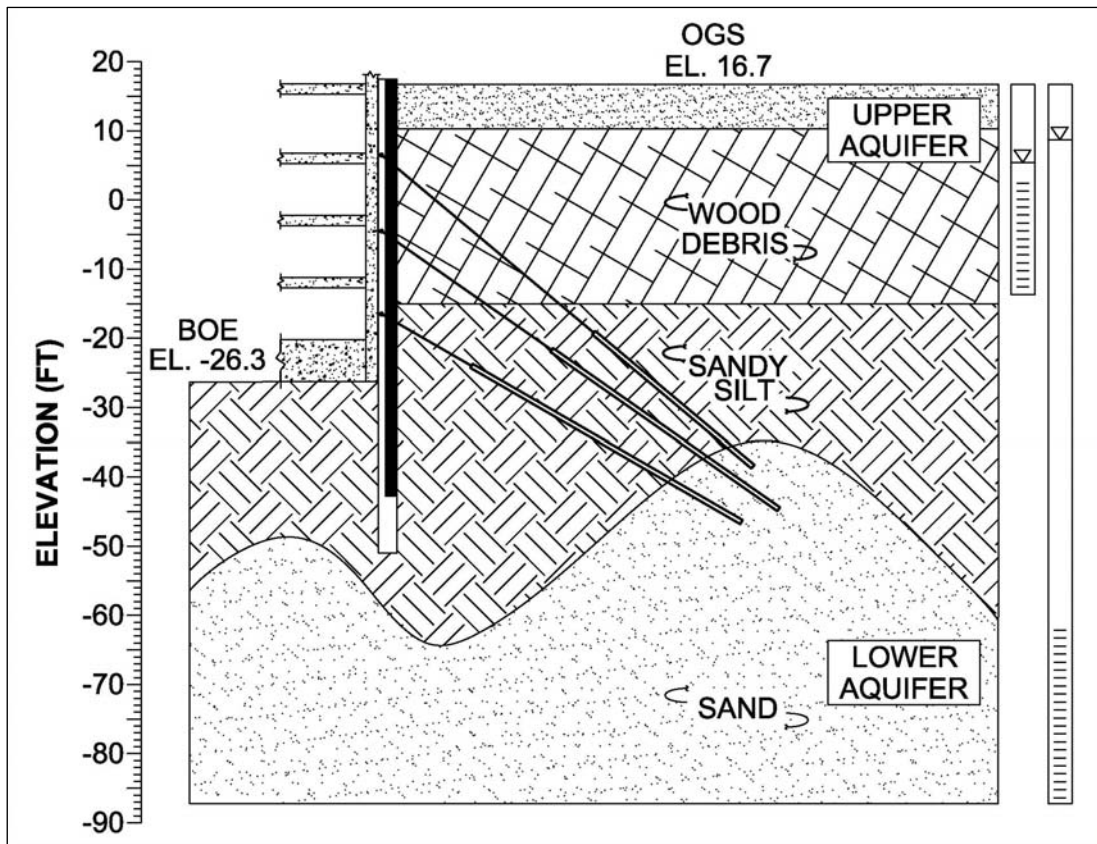 OGS
EL. 16.7
20
10
0
-10
-20
-30
-40
-50
-60
-70
-80
-90
ELEVATION (FT)
UPPER
AQUIFER
WOOD
DEBRIS
BOE
EL. -26.3
SANDY
SILT
LOWER
AQUIFER
SAND